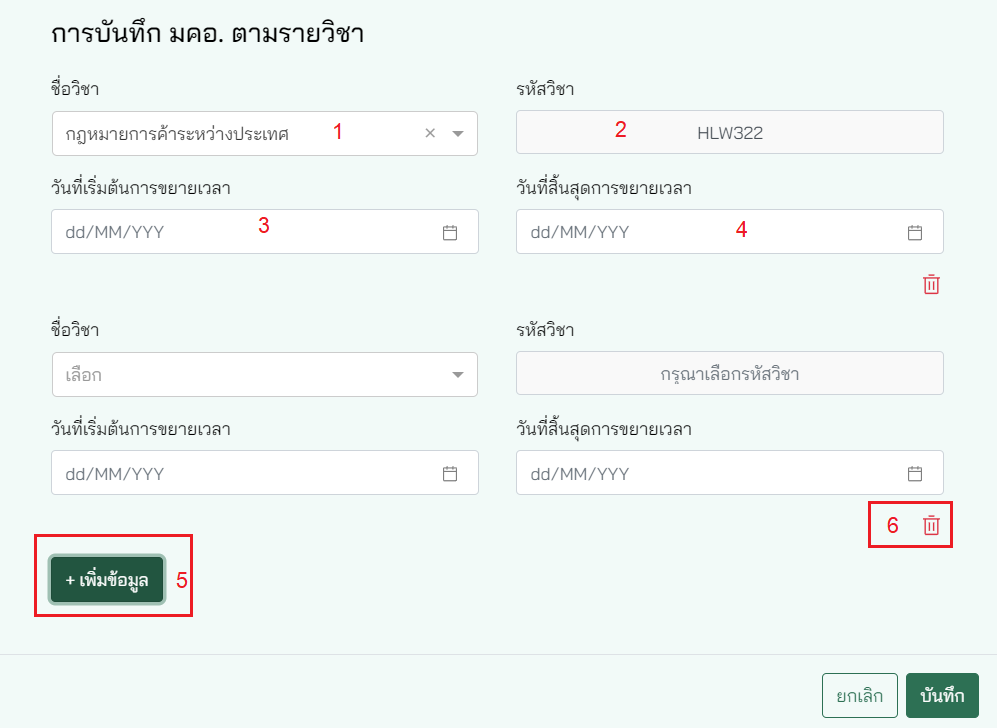 การบันทึก มคอ. ตามรายวิชา
ชื่อวิชา รหัสวิชา
กฎหมายการค้าระหว่างประเทศ 1 × 2 HLW322
วันที่เริ่มต้นการขยายเวลา วันที่สิ้นสุดการขยายเวลา
dd/MM/YYY 3 dd/MM/YYY 4
ชื่อวิชา รหัสวิชา
เลือก กรุณาเลือกรหัสวิชา
วันที่เริ่มต้นการขยายเวลา วันที่สิ้นสุดการขยายเวลา
dd/MM/YYY dd/MM/YYY
6
+ เพิ่มข้อมูล 5
ยกเลิก บันทึก